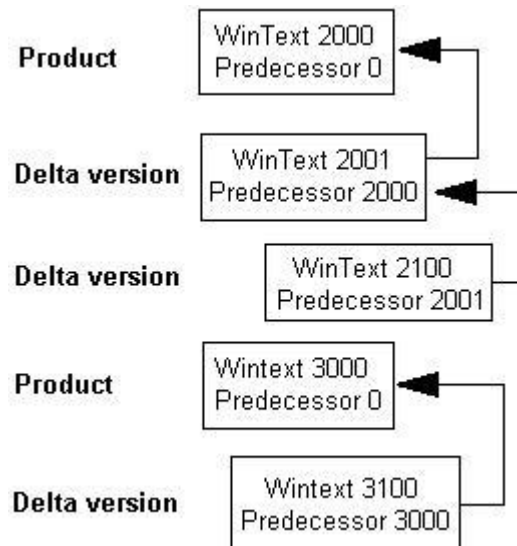 WinText 2000
Product
Predecessor 0
WinText 2001
Delta version
Predecessor 2000
WinText 2100
Delta version
Predecessor 2001
Wintext 3000
Product
Predecessor 0
Wintext 3100
Delta version
Predecessor 3000